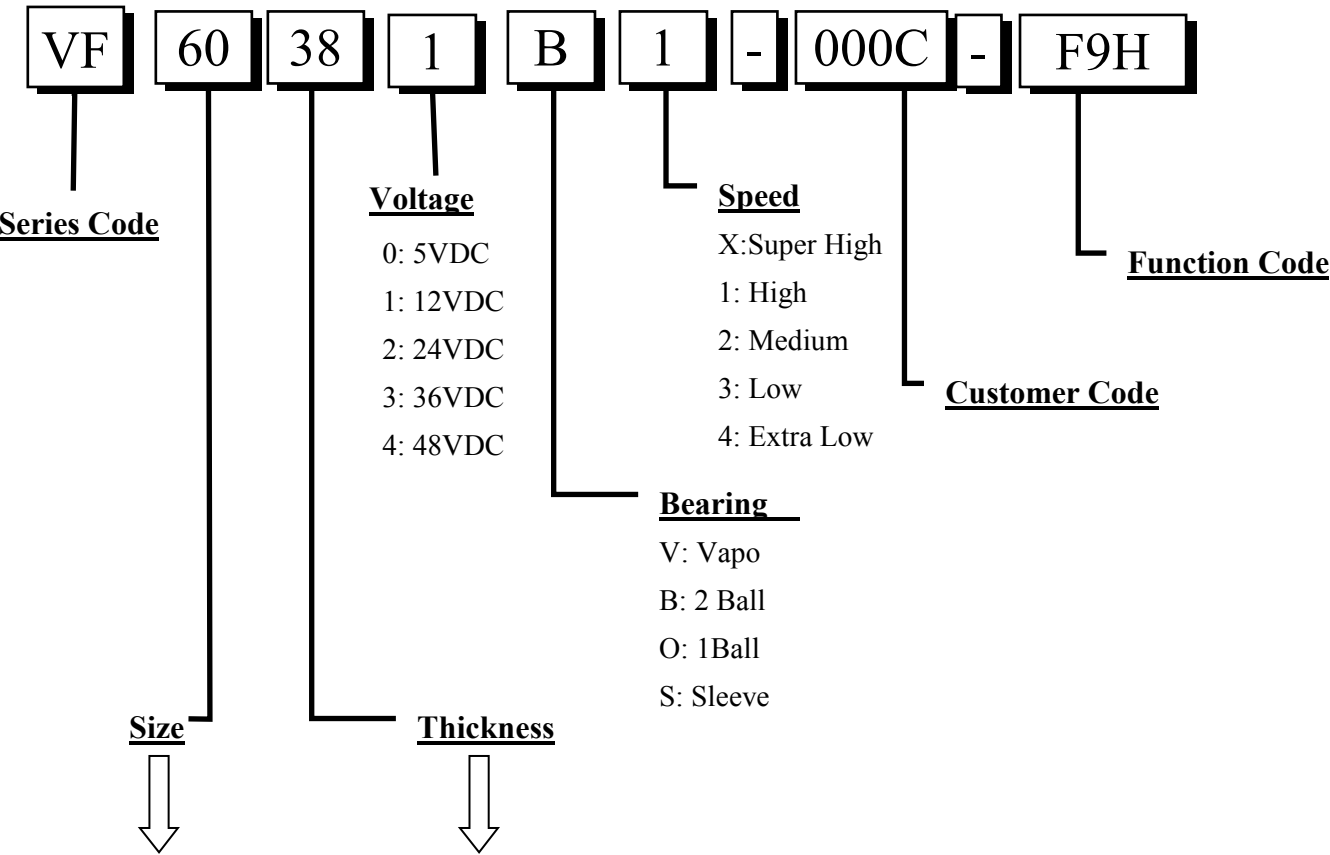 VF 60 38 1 B 1 - 000C - F9H
Series Code
Voltage
0: 5VDC
1: 12VDC
2: 24VDC
3: 36VDC
4: 48VDC
Speed
X:Super High
1: High
2: Medium
3: Low
4: Extra Low
Function Code
Customer Code
Bearing
V: Vapo
B: 2 Ball
O: 1Ball
S: Sleeve
Size
Thickness